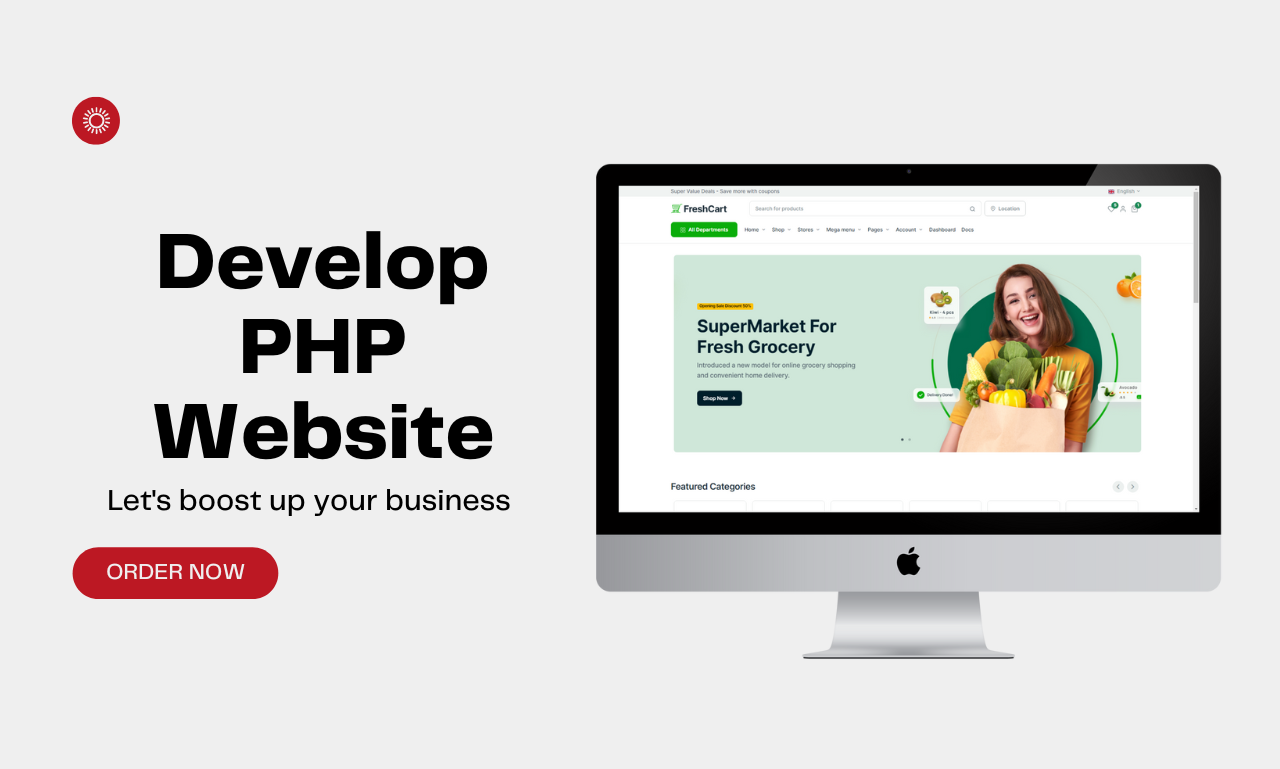 Develop
PHP
Website
Let's boost up your business
ORDER NOW
Super Value Deals - Save more with coupons
English
FreshCart
Search for products
Location
All Departments
Home Shop Stores Mega menu Pages Account Dashboard Docs
Opening Sale Discount 50%
SuperMarket For
Fresh Grocery
Introduced a new model for online grocery shopping
and convenient home delivery.
Shop Now
Kiwi - 4 pcs
Delivery Done!
Avocado
4.8
Featured Categories